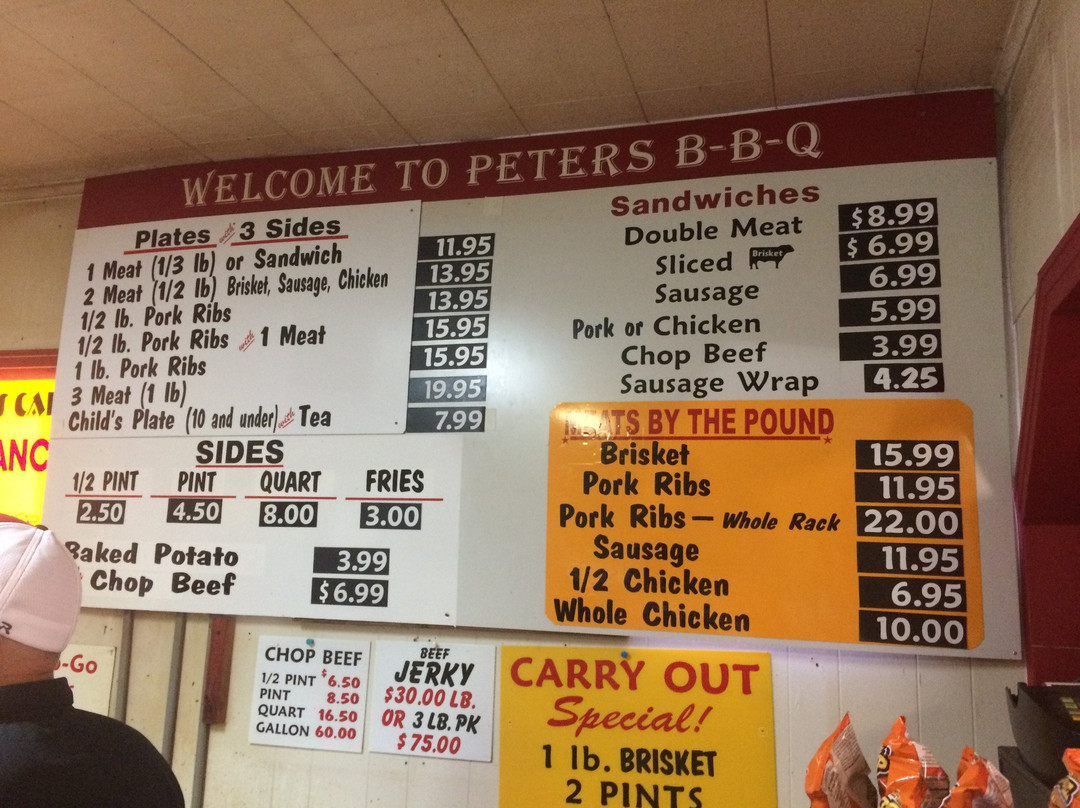 WELCOME TO PETERS B-B-Q
Plates with 3 Sides
1 Meat (1/3 lb) or Sandwich 11.95
2 Meat (1/2 lb) Brisket, Sausage, Chicken 13.95
1/2 lb. Pork Ribs 13.95
1/2 lb. Pork Ribs with 1 Meat 15.95
1 lb. Pork Ribs 15.95
3 Meat (1 lb) 19.95
Child's Plate (10 and under) with Tea 7.99
SIDES
1/2 PINT PINT QUART FRIES
2.50 4.50 8.00 3.00
Baked Potato 3.99
Chop Beef $6.99
Sandwiches
Double Meat $8.99
Sliced Brisket $6.99
Sausage 6.99
Pork or Chicken 5.99
Chop Beef 3.99
Sausage Wrap 4.25
MEATS BY THE POUND
Brisket 15.99
Pork Ribs 11.95
Pork Ribs — Whole Rack 22.00
Sausage 11.95
1/2 Chicken 6.95
Whole Chicken 10.00
CHOP BEEF
1/2 PINT $6.50
PINT 8.50
QUART 16.50
GALLON 60.00
BEEF
JERKY
$30.00 LB.
OR 3 LB. PK
$75.00
CARRY OUT
Special!
1 lb. BRISKET
2 PINTS
-Go